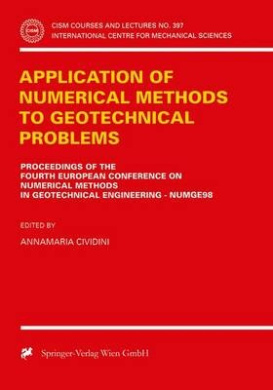 CISM
CISM COURSES AND LECTURES NO. 397
INTERNATIONAL CENTRE FOR MECHANICAL SCIENCES
APPLICATION OF
NUMERICAL METHODS
TO GEOTECHNICAL
PROBLEMS
PROCEEDINGS OF THE
FOURTH EUROPEAN CONFERENCE ON
NUMERICAL METHODS
IN GEOTECHNICAL ENGINEERING - NUMGE98
EDITED BY
ANNAMARIA CIVIDINI
Springer-Verlag Wien GmbH